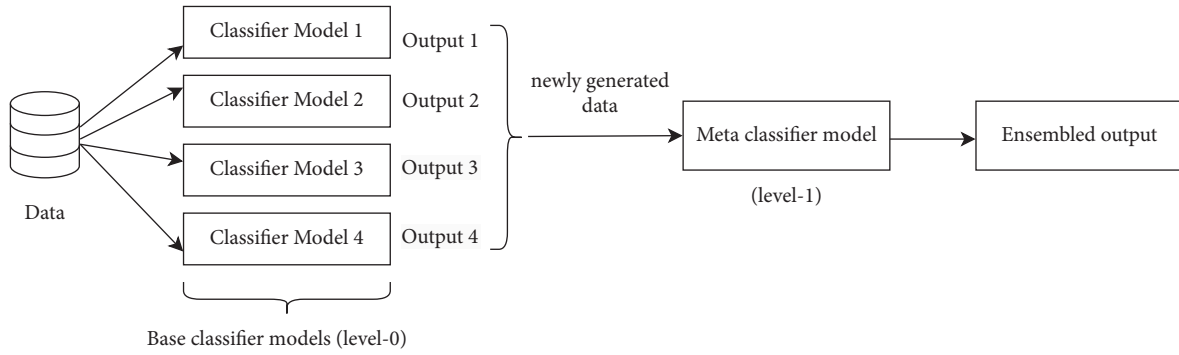 Data
Classifier Model 1
Classifier Model 2
Classifier Model 3
Classifier Model 4
Base classifier models (level-0)
Output 1
Output 2
Output 3
Output 4
newly generated
data
Meta classifier model
(level-1)
Ensembled output